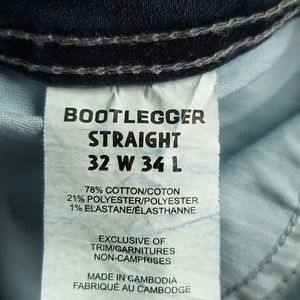 BOOTLEGGER
STRAIGHT
32 W 34 L
78% COTTON/COTON
21% POLYESTER/POLYESTER
1% ELASTANE/ÉLASTHANNE
EXCLUSIVE OF
TRIM/GARNITURES
NON-COMPRISES
MADE IN CAMBODIA
FABRIQUÉ AU CAMBODGE